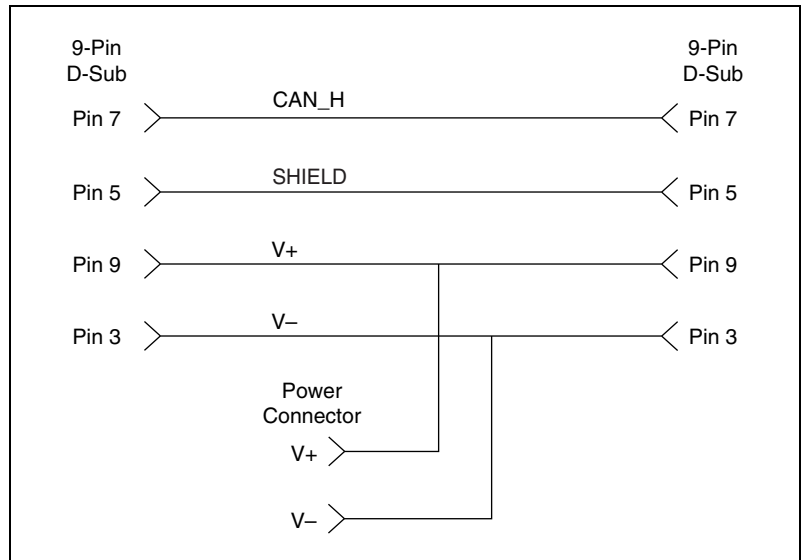 9-Pin
D-Sub
9-Pin
D-Sub
Pin 7
CAN_H
Pin 7
Pin 5
SHIELD
Pin 5
Pin 9
V+
Pin 9
Pin 3
V–
Pin 3
Power
Connector
V+
V–